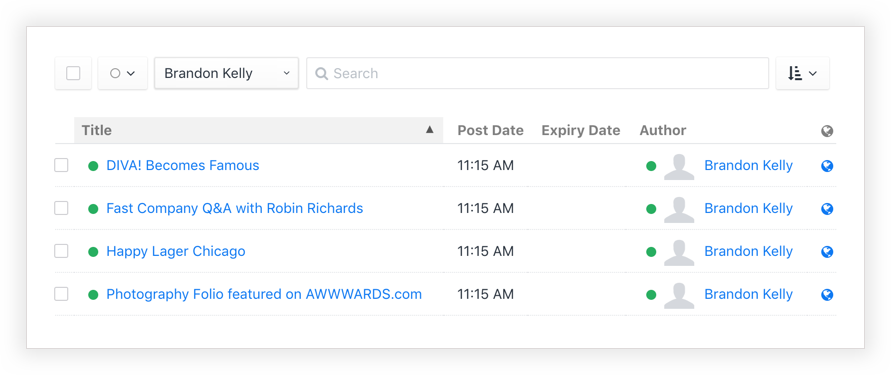 Brandon Kelly Search
Title Post Date Expiry Date Author
DIVA! Becomes Famous 11:15 AM Brandon Kelly
Fast Company Q&A with Robin Richards 11:15 AM Brandon Kelly
Happy Lager Chicago 11:15 AM Brandon Kelly
Photography Folio featured on AWWWARDS.com 11:15 AM Brandon Kelly